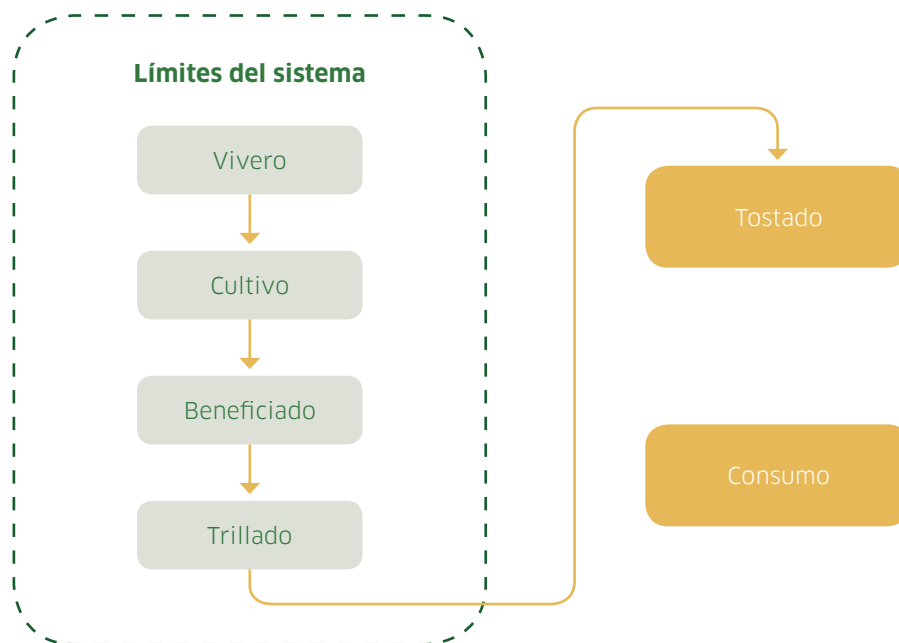 Límites del sistema
Vivero
Cultivo
Beneficiado
Trillado
Tostado
Consumo